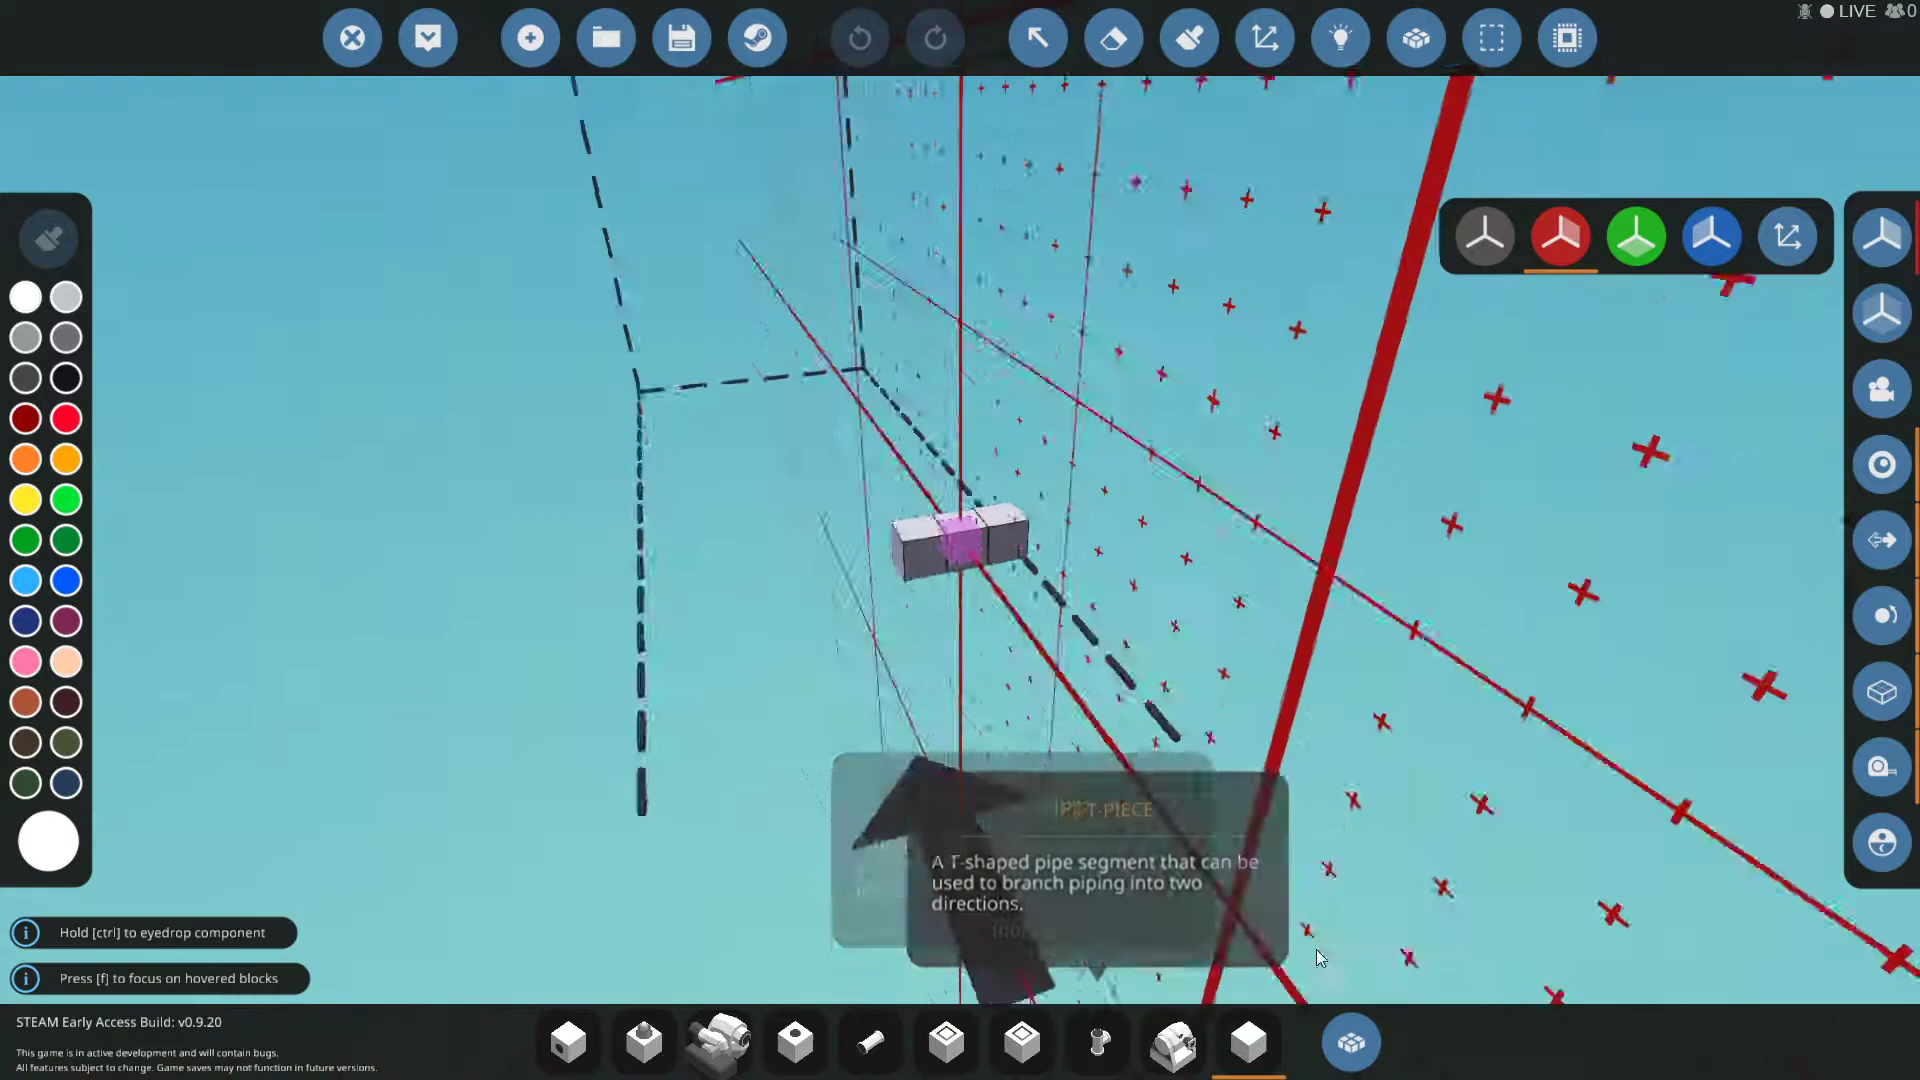 LIVE 0
T-PIECE
A T-shaped pipe segment that can be
used to branch piping into two
directions.
Hold [ctrl] to eyedrop component
Press [f] to focus on hovered blocks
STEAM Early Access Build: v0.9.20
This game is in active development and will contain bugs.
All features subject to change. Game saves may not function in future versions.